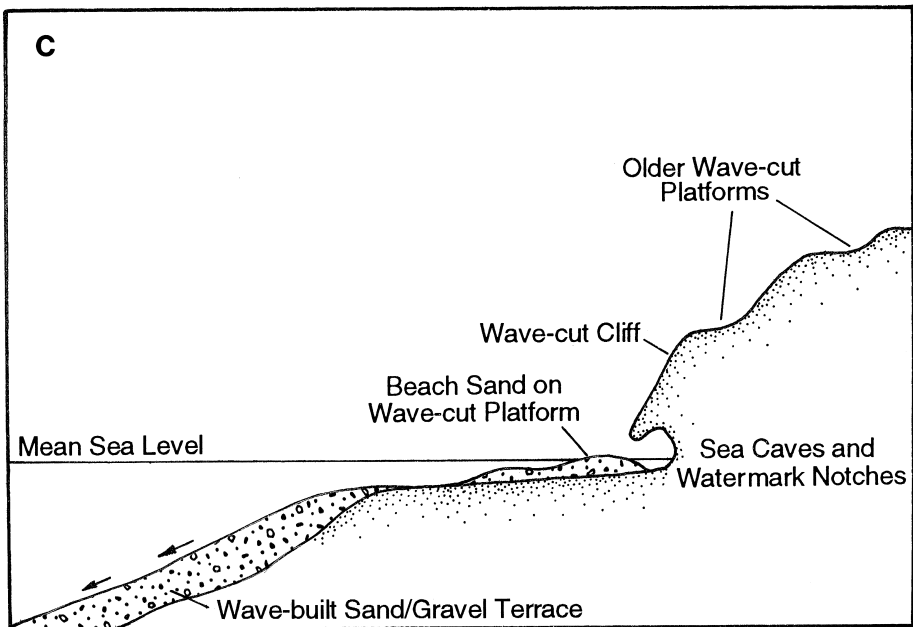 C
Older Wave-cut
Platforms
Wave-cut Cliff
Beach Sand on
Wave-cut Platform
Mean Sea Level
Sea Caves and
Watermark Notches
Wave-built Sand/Gravel Terrace